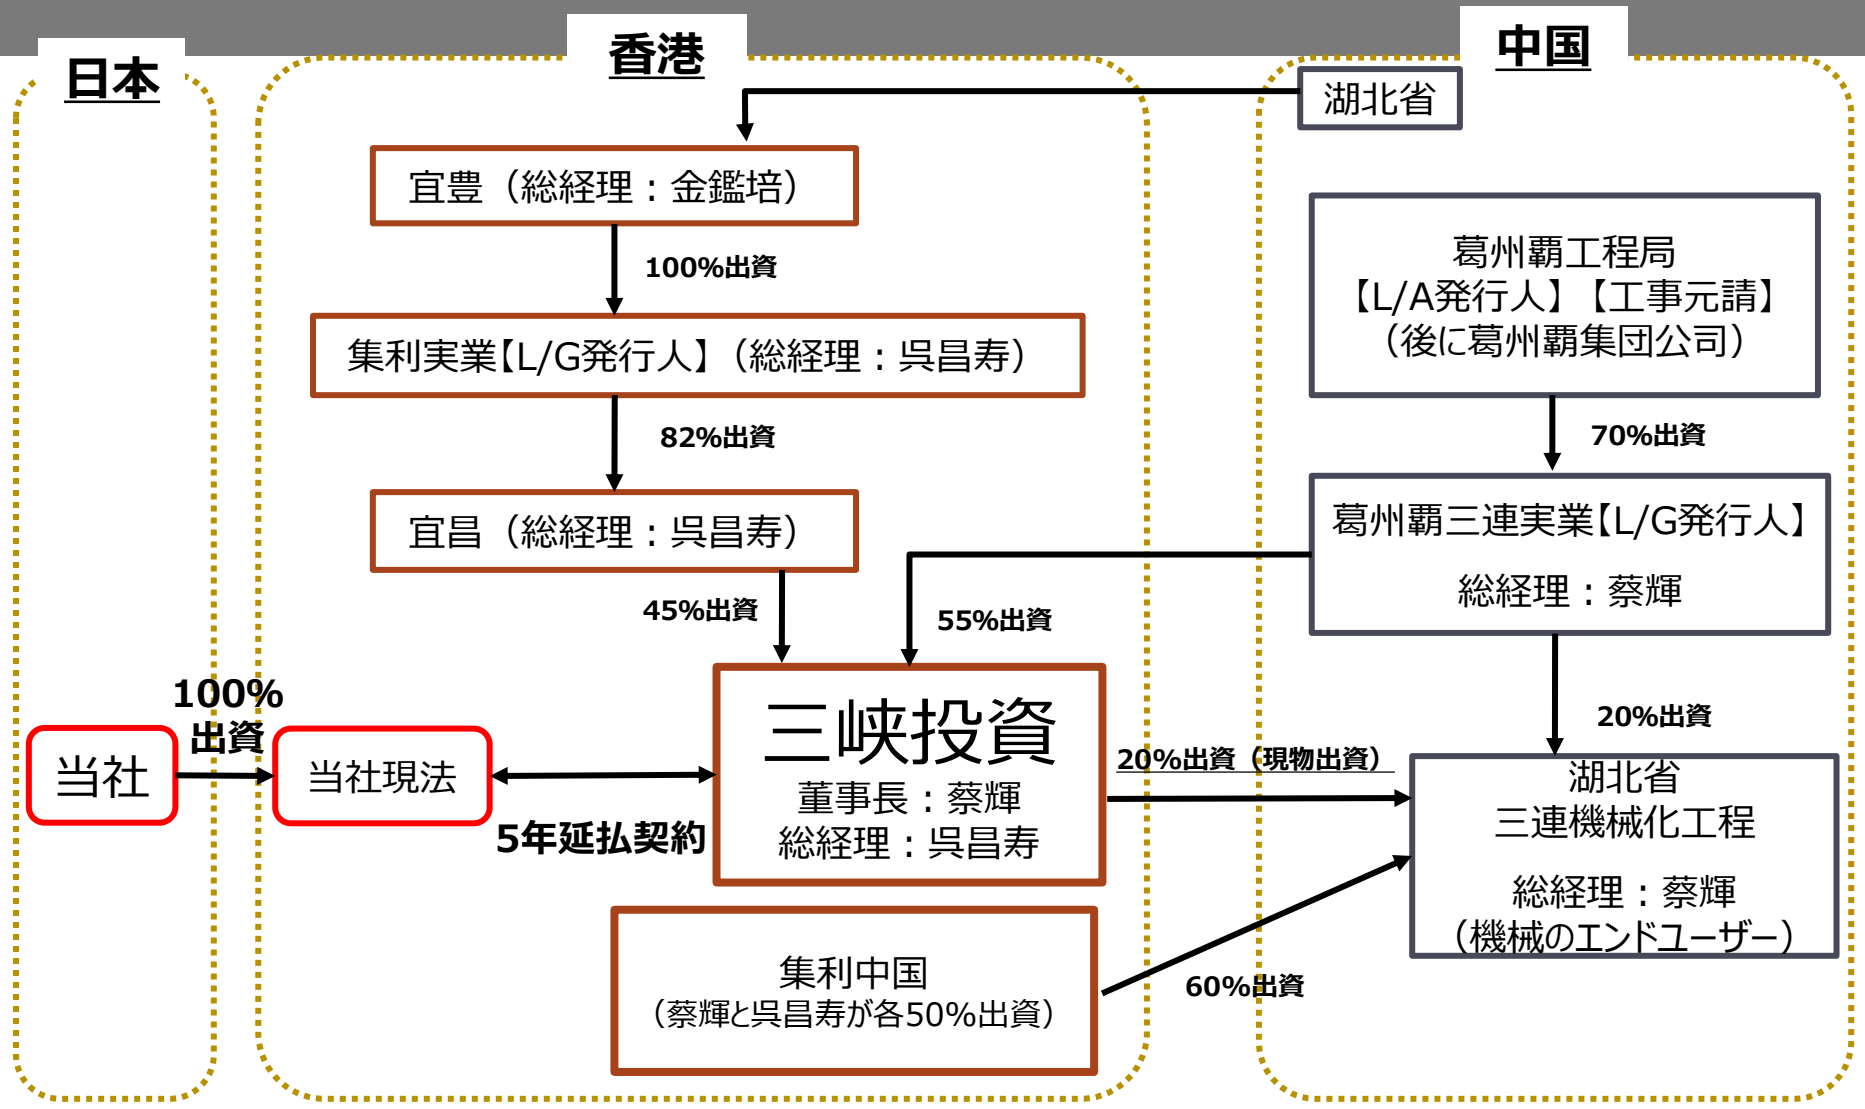 日本
香港
中国
湖北省
宜豊（総経理：金鑑培）
100%出資
集利実業【L/G発行人】（総経理：呉昌寿）
82%出資
宜昌（総経理：呉昌寿）
45%出資
55%出資
葛州覇工程局
【L/A発行人】【工事元請】
（後に葛州覇集団公司）
70%出資
葛州覇三連実業【L/G発行人】
総経理：蔡輝
20%出資
100%
出資
当社
当社現法
5年延払契約
三峡投資
董事長：蔡輝
総経理：呉昌寿
20%出資（現物出資）
湖北省
三連機械化工程
総経理：蔡輝
（機械のエンドユーザー）
60%出資
集利中国
（蔡輝と呉昌寿が各50%出資）